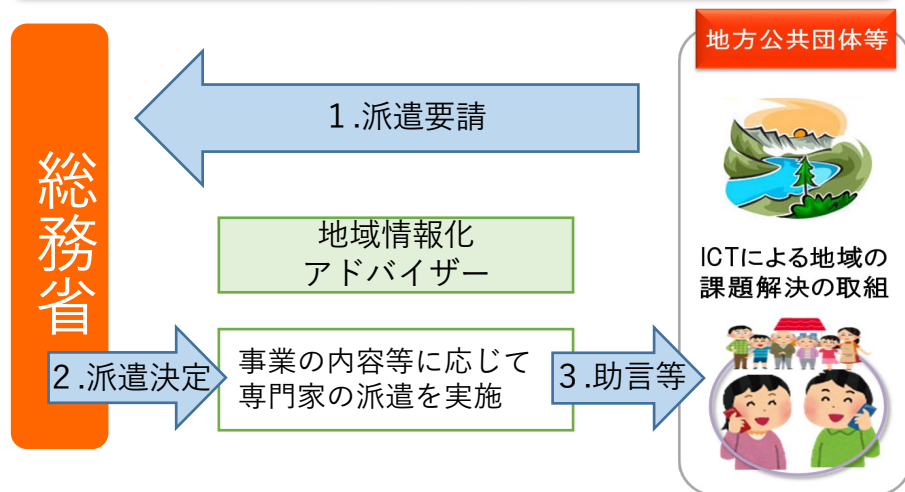 地方公共団体等
1.派遣要請
総務省
地域情報化
アドバイザー
ICTによる地域の
課題解決の取組
2.派遣決定
事業の内容等に応じて
専門家の派遣を実施
3.助言等